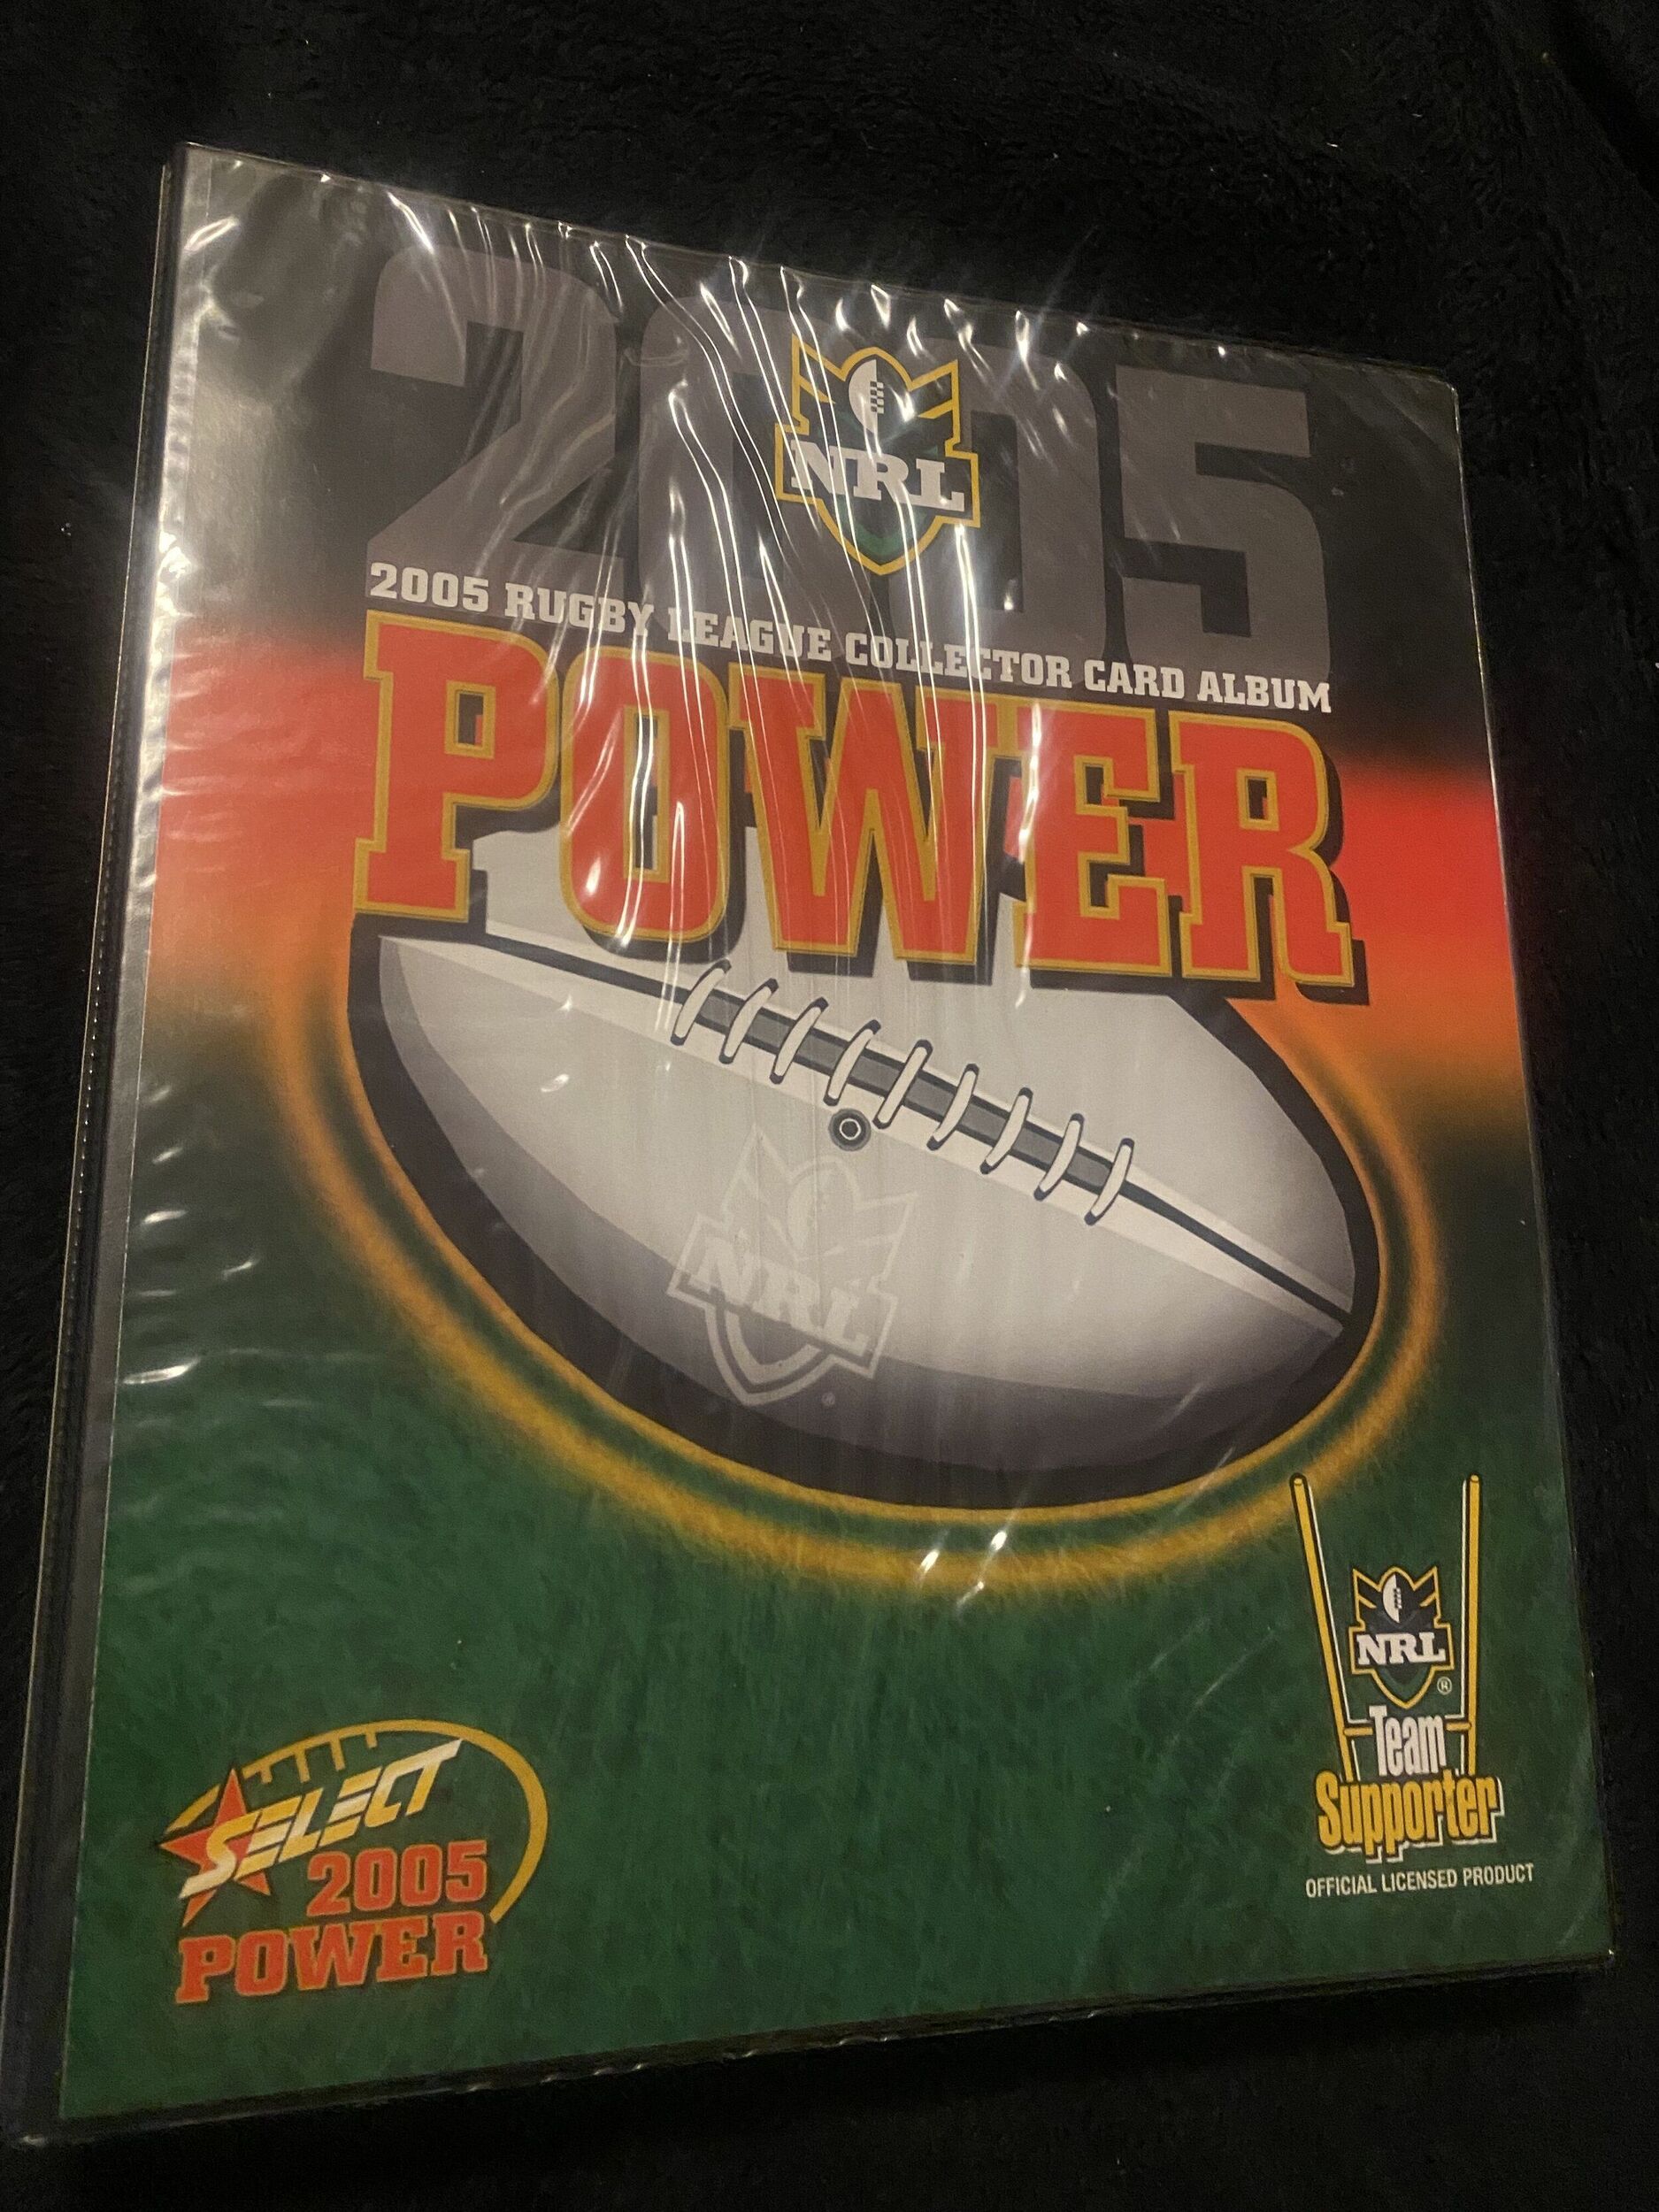 2005
NRL
2005 RUGBY LEAGUE COLLECTOR CARD ALBUM
POWER
NRL
®
NRL
®
Team
Supporter
OFFICIAL LICENSED PRODUCT
SELECT
2005
POWER